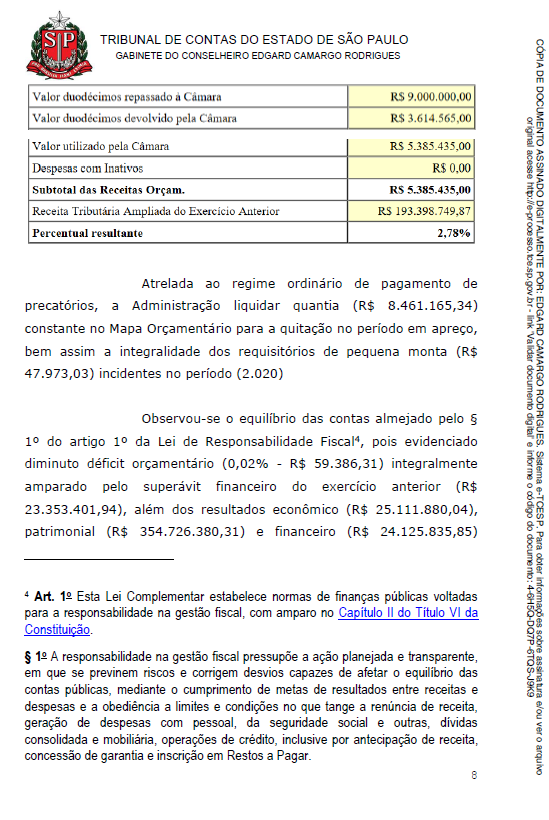 TRIBUNAL DE CONTAS DO ESTADO DE SÃO PAULO
GABINETE DO CONSELHEIRO EDGARD CAMARGO RODRIGUES
Valor duodécimos repassado à Câmara R$ 9.000.000,00
Valor duodécimos devolvido pela Câmara R$ 3.614.565,00
Valor utilizado pela Câmara R$ 5.385.435,00
Despesas com Inativos R$ 0,00
Subtotal das Receitas Orçam. R$ 5.385.435,00
Receita Tributária Ampliada do Exercício Anterior R$ 193.398.749,87
Percentual resultante 2,78%
Atrelada ao regime ordinário de pagamento de
precatórios, a Administração liquidar quantia (R$ 8.461.165,34)
constante no Mapa Orçamentário para a quitação no período em apreço,
bem assim a integralidade dos requisitórios de pequena monta (R$
47.973,03) incidentes no período (2.020)
Observou-se o equilíbrio das contas almejado pelo §
1º do artigo 1º da Lei de Responsabilidade Fiscal⁴, pois evidenciado
diminuto déficit orçamentário (0,02% - R$ 59.386,31) integralmente
amparado pelo superávit financeiro do exercício anterior (R$
23.353.401,94), além dos resultados econômico (R$ 25.111.880,04),
patrimonial (R$ 354.726.380,31) e financeiro (R$ 24.125.835,85)
⁴ Art. 1º Esta Lei Complementar estabelece normas de finanças públicas voltadas
para a responsabilidade na gestão fiscal, com amparo no Capítulo II do Título VI da
Constituição.
§ 1º A responsabilidade na gestão fiscal pressupõe a ação planejada e transparente,
em que se previnem riscos e corrigem desvios capazes de afetar o equilíbrio das
contas públicas, mediante o cumprimento de metas de resultados entre receitas e
despesas e a obediência a limites e condições no que tange a renúncia de receita,
geração de despesas com pessoal, da seguridade social e outras, dívidas
consolidada e mobiliária, operações de crédito, inclusive por antecipação de receita,
concessão de garantia e inscrição em Restos a Pagar.
8
CÓPIA DE DOCUMENTO ASSINADO DIGITALMENTE POR: EDGARD CAMARGO RODRIGUES. Sistema e-TCESP. Para obter informações sobre assinatura e/ou ver o arquivo
original acesse http://e-processo.tce.sp.gov.br - link 'Validar documento digital' e informe o código do documento: 4-6H5O-DQ7P-6TQS-J9K9